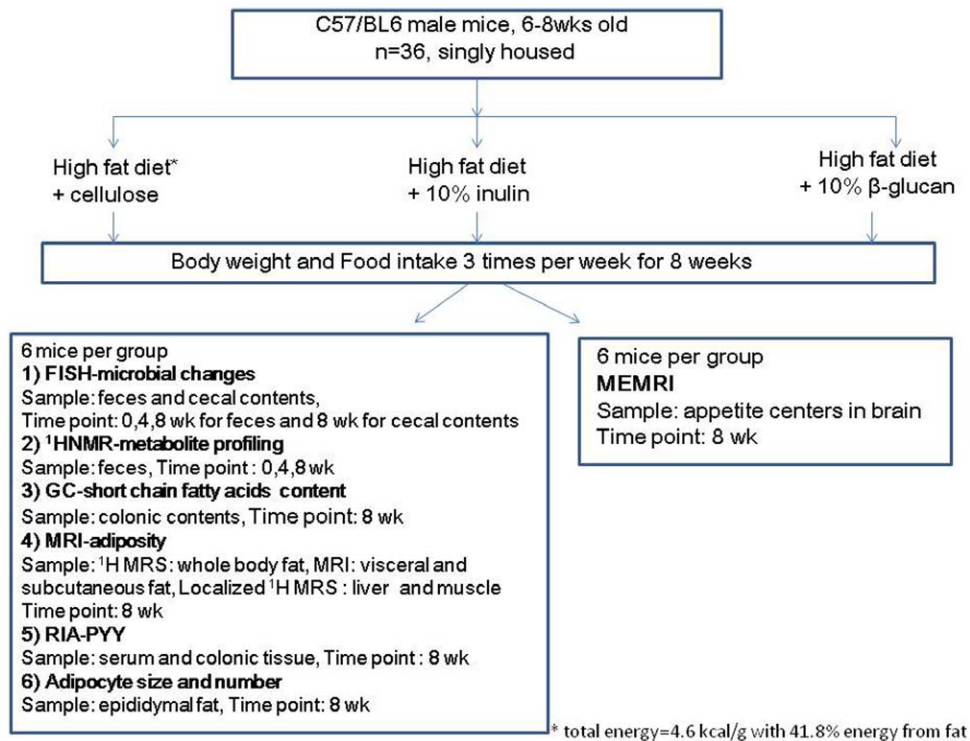 C57/BL6 male mice, 6-8wks old
n=36, singly housed
High fat diet*
+ cellulose
High fat diet
+ 10% inulin
High fat diet
+ 10% β-glucan
Body weight and Food intake 3 times per week for 8 weeks
6 mice per group
1) FISH-microbial changes
Sample: feces and cecal contents,
Time point: 0,4,8 wk for feces and 8 wk for cecal contents
2) ¹HNMR-metabolite profiling
Sample: feces, Time point : 0,4,8 wk
3) GC-short chain fatty acids content
Sample: colonic contents, Time point: 8 wk
4) MRI-adiposity
Sample: ¹H MRS: whole body fat, MRI: visceral and
subcutaneous fat, Localized ¹H MRS : liver and muscle
Time point: 8 wk
5) RIA-PYY
Sample: serum and colonic tissue, Time point : 8 wk
6) Adipocyte size and number
Sample: epididymal fat, Time point: 8 wk
6 mice per group
MEMRI
Sample: appetite centers in brain
Time point: 8 wk
* total energy=4.6 kcal/g with 41.8% energy from fat